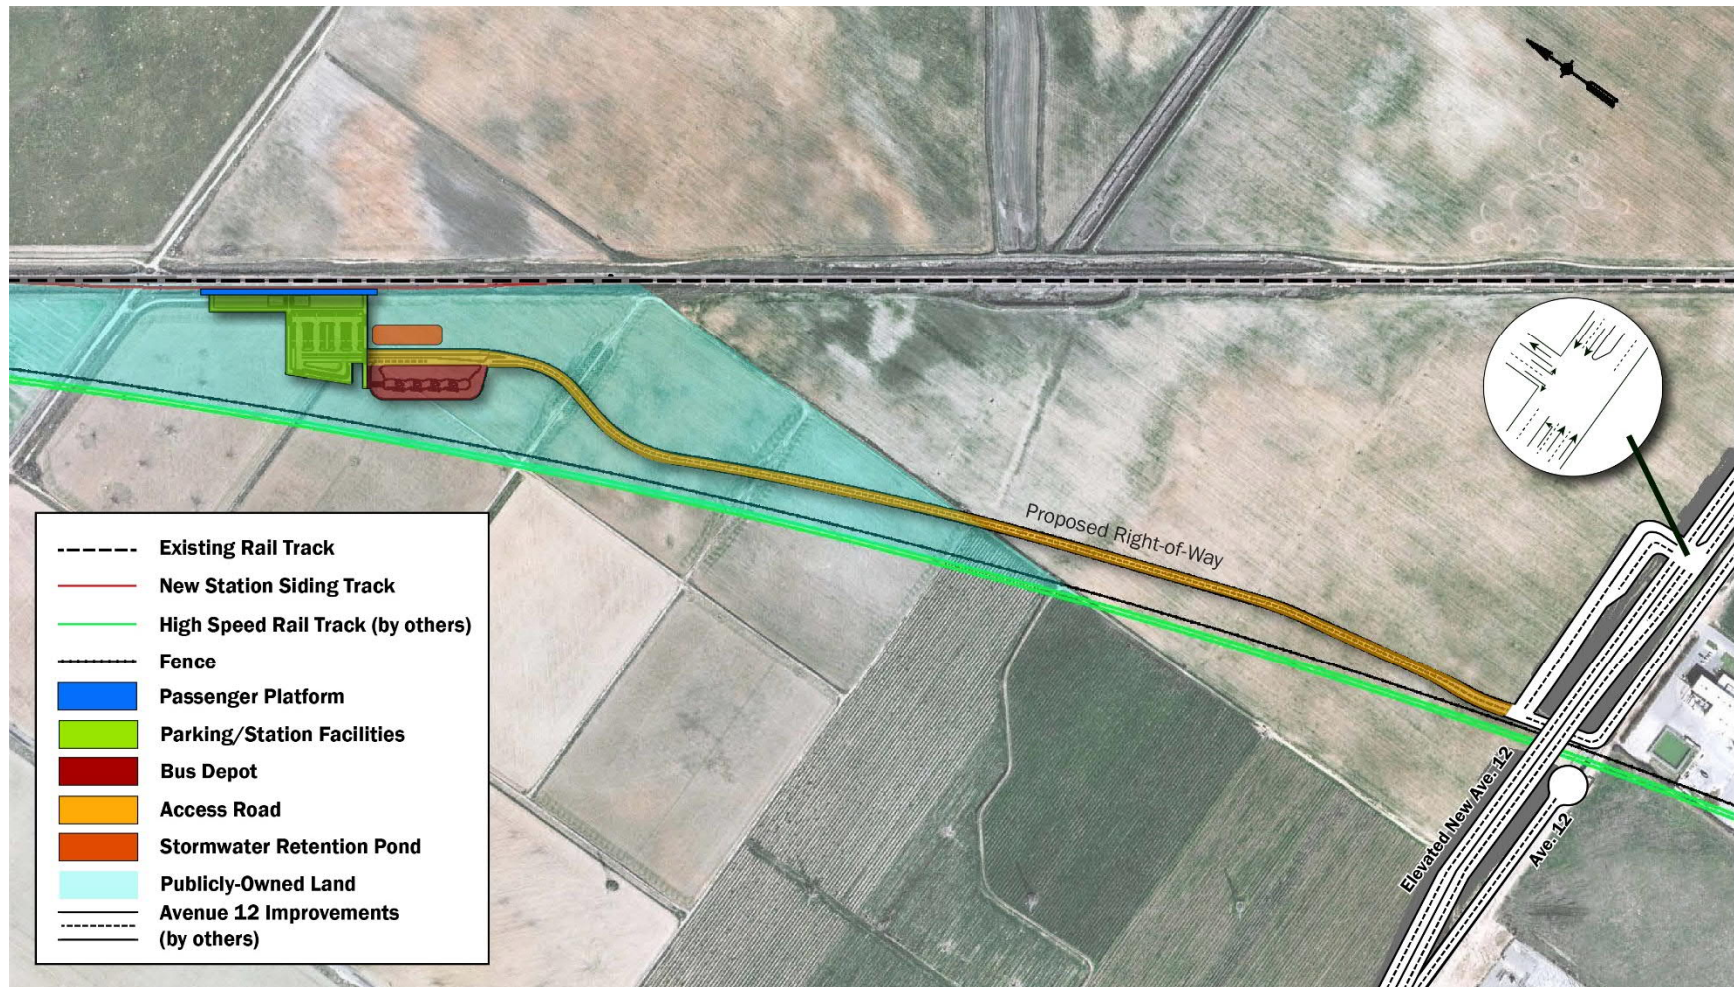 Proposed Right-of-Way
Elevated New Ave. 12
Ave. 12
Existing Rail Track
New Station Siding Track
High Speed Rail Track (by others)
Fence
Passenger Platform
Parking/Station Facilities
Bus Depot
Access Road
Stormwater Retention Pond
Publicly-Owned Land
Avenue 12 Improvements
(by others)